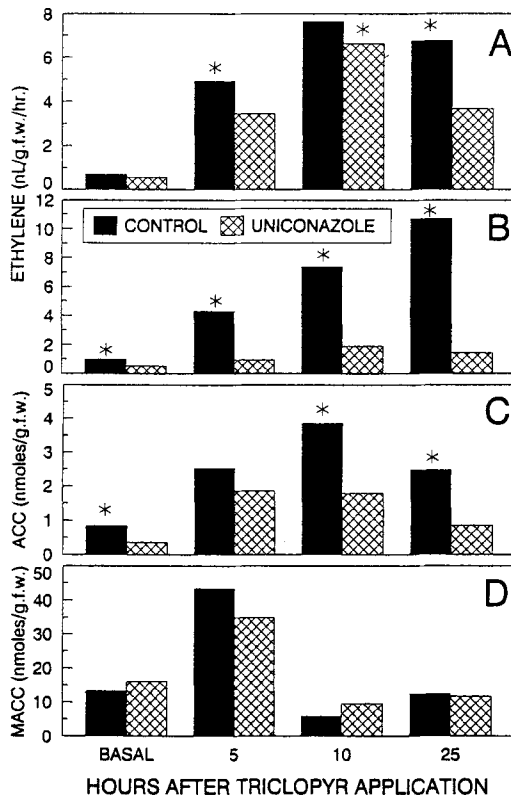 8
6
4
2
0
A
* * *
ETHYLENE (nL/g.f.w./hr.)
12
10
8
6
4
2
0
CONTROL UNICONAZOLE
B
* * * *
5
4
3
2
1
0
C
* * *
ACC (nmoles/g.f.w.)
50
40
30
20
10
0
D
MACC (nmoles/g.f.w.)
BASAL 5 10 25
HOURS AFTER TRICLOPYR APPLICATION